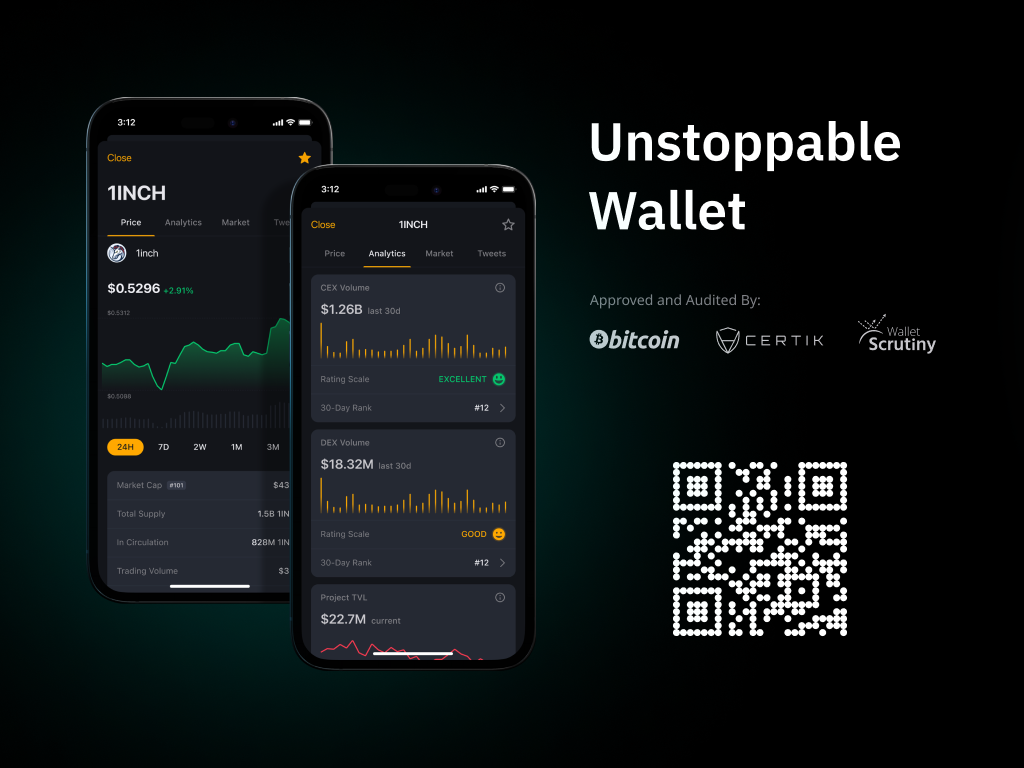 3:12
Close
1INCH
Price Analytics Market Twe
1inch
$0.5296 +2.91%
$0.5312
$0.5098
24H 7D 2W 1M 3M
Market Cap #101 $43
Total Supply 1.5B 1IN
In Circulation 828M 1IN
Trading Volume $3
3:12
Close 1INCH
Price Analytics Market Tweets
CEX Volume
$1.26B last 30d
Rating Scale EXCELLENT
30-Day Rank #12
DEX Volume
$18.32M last 30d
Rating Scale GOOD
30-Day Rank #12
Project TVL
$22.7M current
Unstoppable
Wallet
Approved and Audited By:
bitcoin CERTIK Wallet
Scrutiny